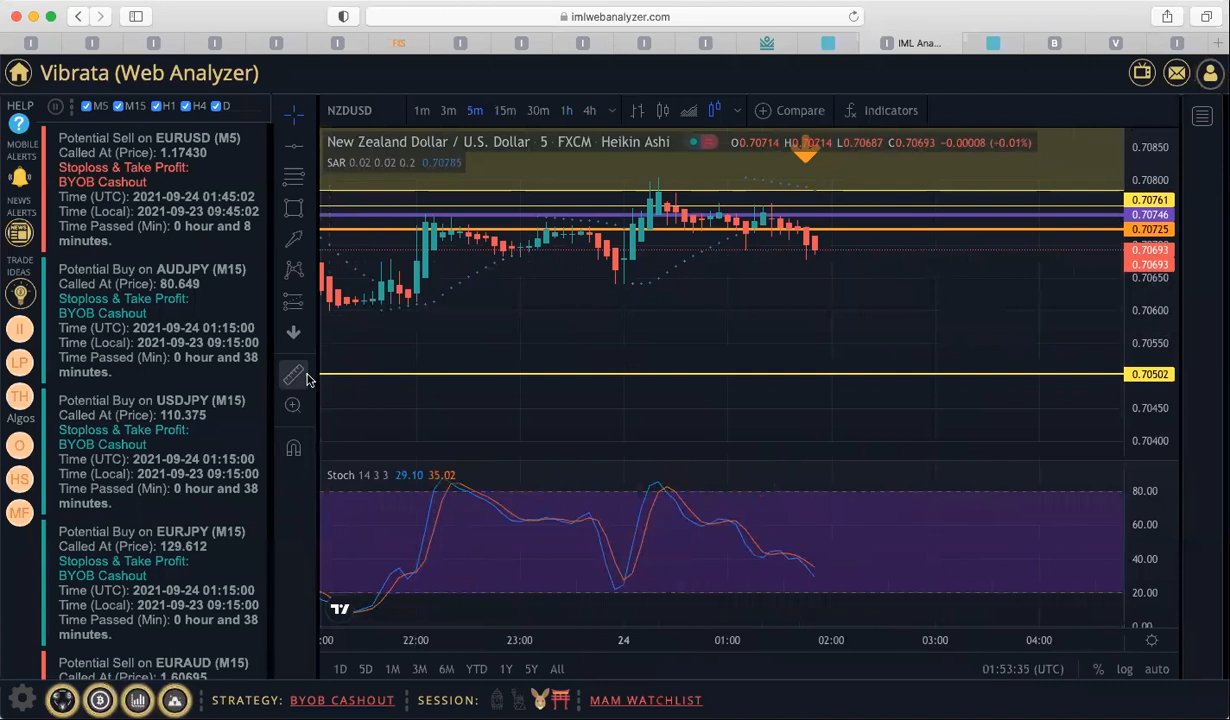 imlwebanalyzer.com
IML Ana...
B
V
Vibrata (Web Analyzer)
HELP
M5 M15 H1 H4 D
MOBILE
ALERTS
NEWS
ALERTS
TRADE
IDEAS
II
LP
TH
Algos
O
HS
MF
Potential Sell on EURUSD (M5)
Called At (Price): 1.17430
Stoploss & Take Profit:
BYOB Cashout
Time (UTC): 2021-09-24 01:45:02
Time (Local): 2021-09-23 09:45:02
Time Passed (Min): 0 hour and 8
minutes.
Potential Buy on AUDJPY (M15)
Called At (Price): 80.649
Stoploss & Take Profit:
BYOB Cashout
Time (UTC): 2021-09-24 01:15:00
Time (Local): 2021-09-23 09:15:00
Time Passed (Min): 0 hour and 38
minutes.
Potential Buy on USDJPY (M15)
Called At (Price): 110.375
Stoploss & Take Profit:
BYOB Cashout
Time (UTC): 2021-09-24 01:15:00
Time (Local): 2021-09-23 09:15:00
Time Passed (Min): 0 hour and 38
minutes.
Potential Buy on EURJPY (M15)
Called At (Price): 129.612
Stoploss & Take Profit:
BYOB Cashout
Time (UTC): 2021-09-24 01:15:00
Time (Local): 2021-09-23 09:15:00
Time Passed (Min): 0 hour and 38
minutes.
Potential Sell on EURAUD (M15)
Called At (Price): 1.60695
NZDUSD 1m 3m 5m 15m 30m 1h 4h Compare Indicators
New Zealand Dollar / U.S. Dollar · 5 · FXCM · Heikin Ashi O0.70714 H0.70714 L0.70687 C0.70693 -0.00008 (-0.01%)
SAR 0.02 0.02 0.2 0.70785
0.70850
0.70800
0.70761
0.70746
0.70725
0.70693
0.70693
0.70650
0.70600
0.70550
0.70502
0.70450
0.70400
Stoch 14 3 3 29.10 35.02
80.00
60.00
40.00
20.00
0.00
:00 22:00 23:00 24 01:00 02:00 03:00 04:00
1D 5D 1M 3M 6M YTD 1Y 5Y All 01:53:35 (UTC) % log auto
STRATEGY: BYOB CASHOUT SESSION: MAM WATCHLIST